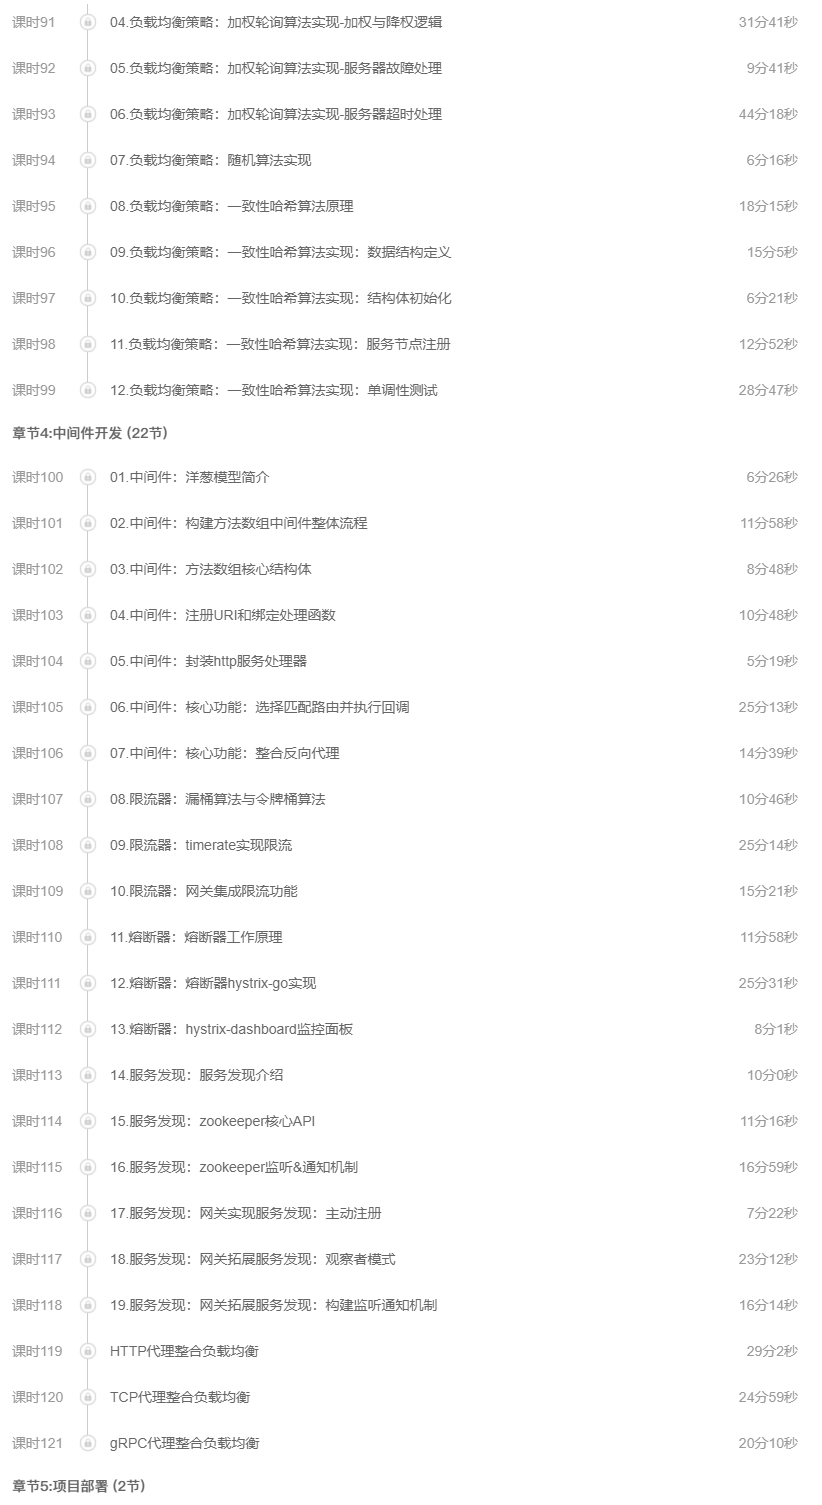 课时91 04.负载均衡策略：加权轮询算法实现-加权与降权逻辑 31分41秒
课时92 05.负载均衡策略：加权轮询算法实现-服务器故障处理 9分41秒
课时93 06.负载均衡策略：加权轮询算法实现-服务器超时处理 44分18秒
课时94 07.负载均衡策略：随机算法实现 6分16秒
课时95 08.负载均衡策略：一致性哈希算法原理 18分15秒
课时96 09.负载均衡策略：一致性哈希算法实现：数据结构定义 15分5秒
课时97 10.负载均衡策略：一致性哈希算法实现：结构体初始化 6分21秒
课时98 11.负载均衡策略：一致性哈希算法实现：服务节点注册 12分52秒
课时99 12.负载均衡策略：一致性哈希算法实现：单调性测试 28分47秒
章节4:中间件开发 (22节)
课时100 01.中间件：洋葱模型简介 6分26秒
课时101 02.中间件：构建方法数组中间件整体流程 11分58秒
课时102 03.中间件：方法数组核心结构体 8分48秒
课时103 04.中间件：注册URI和绑定处理函数 10分48秒
课时104 05.中间件：封装http服务处理器 5分19秒
课时105 06.中间件：核心功能：选择匹配路由并执行回调 25分13秒
课时106 07.中间件：核心功能：整合反向代理 14分39秒
课时107 08.限流器：漏桶算法与令牌桶算法 10分46秒
课时108 09.限流器：timerate实现限流 25分14秒
课时109 10.限流器：网关集成限流功能 15分21秒
课时110 11.熔断器：熔断器工作原理 11分58秒
课时111 12.熔断器：熔断器hystrix-go实现 25分31秒
课时112 13.熔断器：hystrix-dashboard监控面板 8分1秒
课时113 14.服务发现：服务发现介绍 10分0秒
课时114 15.服务发现：zookeeper核心API 11分16秒
课时115 16.服务发现：zookeeper监听&通知机制 16分59秒
课时116 17.服务发现：网关实现服务发现：主动注册 7分22秒
课时117 18.服务发现：网关拓展服务发现：观察者模式 23分12秒
课时118 19.服务发现：网关拓展服务发现：构建监听通知机制 16分14秒
课时119 HTTP代理整合负载均衡 29分2秒
课时120 TCP代理整合负载均衡 24分59秒
课时121 gRPC代理整合负载均衡 20分10秒
章节5:项目部署 (2节)